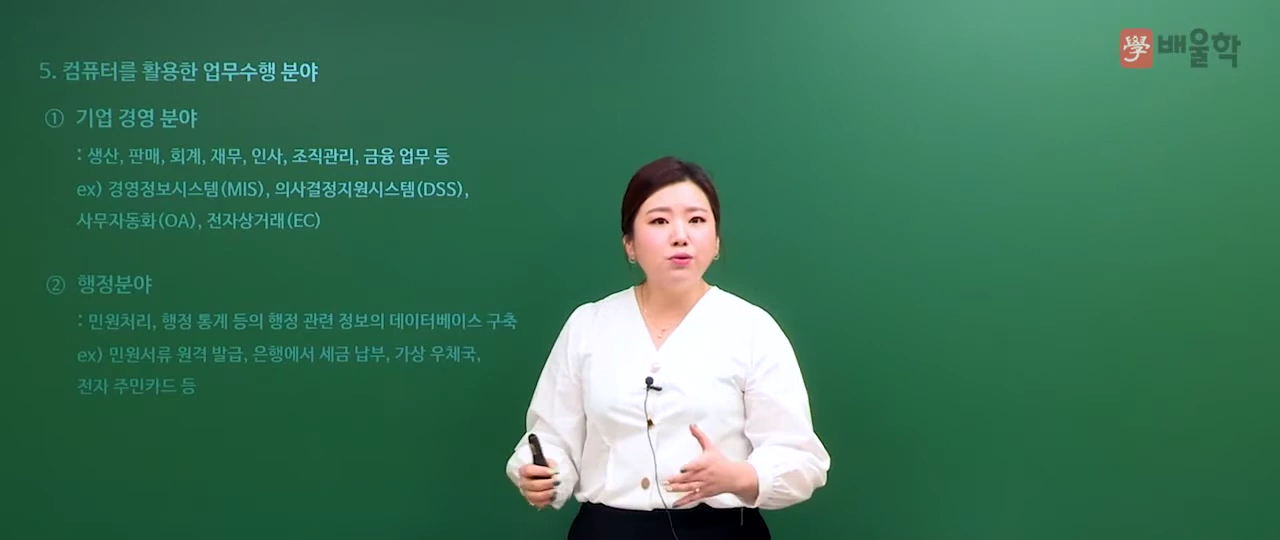 5. 컴퓨터를 활용한 업무수행 분야
學 배울학
① 기업 경영 분야
: 생산, 판매, 회계, 재무, 인사, 조직관리, 금융 업무 등
ex) 경영정보시스템(MIS), 의사결정지원시스템(DSS),
사무자동화(OA), 전자상거래(EC)
② 행정분야
: 민원처리, 행정 통계 등의 행정 관련 정보의 데이터베이스 구축
ex) 민원서류 원격 발급, 은행에서 세금 납부, 가상 우체국,
전자 주민카드 등